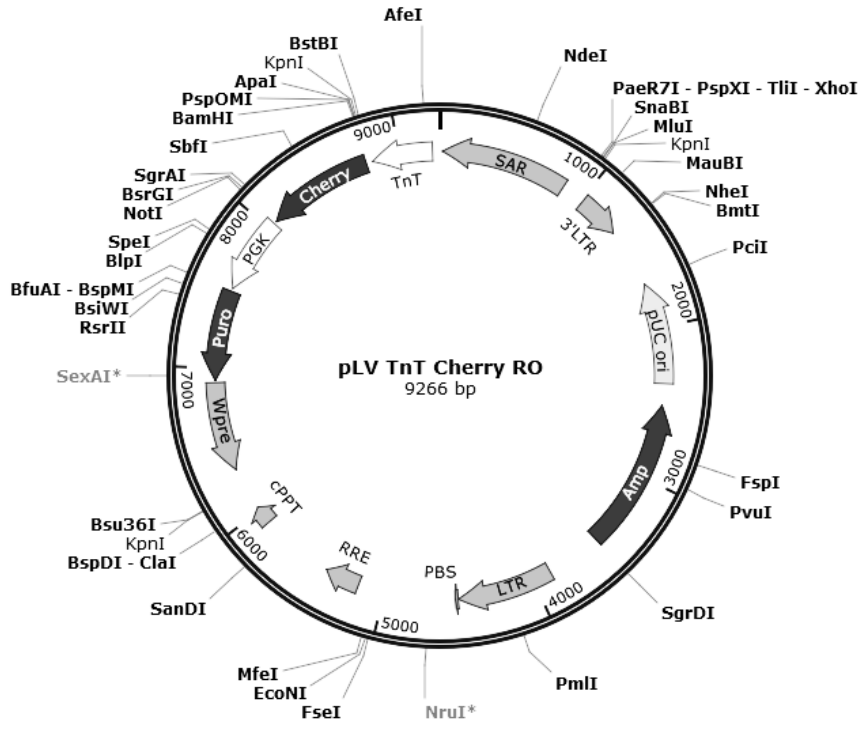 AfeI
BstBI
KpnI
ApaI
PspOMI
BamHI
SbfI
SgrAI
BsrGI
NotI
SpeI
BlpI
BfuAI - BspMI
BsiWI
RsrII
SexAI*
Bsu36I
KpnI
BspDI - ClaI
SanDI
MfeI
EcoNI
FseI
NruI*
PmlI
SgrDI
PvuI
FspI
PciI
BmtI
NheI
MauBI
KpnI
MluI
SnaBI
PaeR7I - PspXI - TliI - XhoI
NdeI
9000
1000
2000
3000
4000
5000
6000
7000
8000
SAR
3'LTR
pUC ori
Amp
LTR
PBS
RRE
cPPT
Wpre
Puro
PGK
Cherry
TnT
pLV TnT Cherry RO
9266 bp